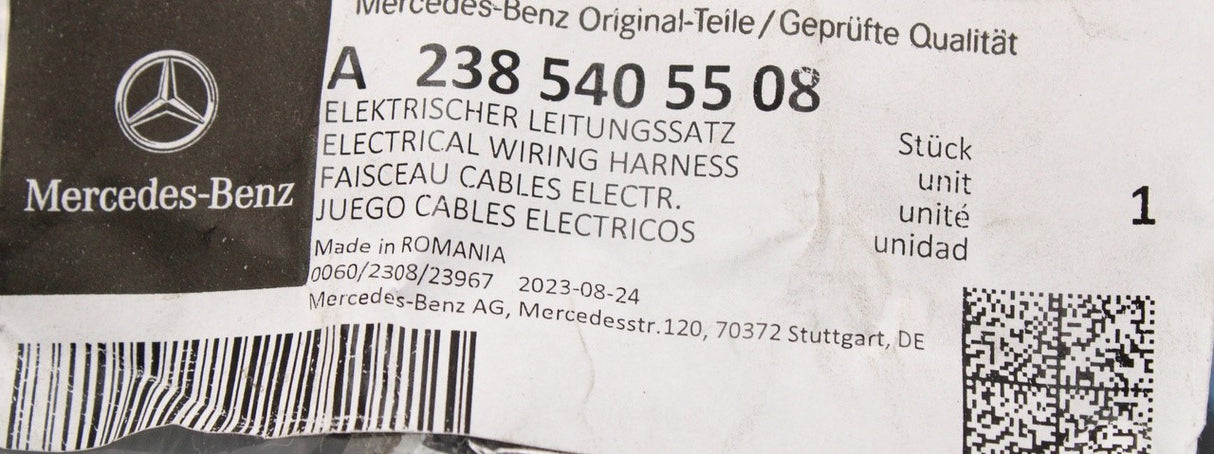 Mercedes-Benz Original-Teile/Geprüfte Qualität
A 238 540 55 08
ELEKTRISCHER LEITUNGSSATZ
ELECTRICAL WIRING HARNESS
FAISCEAU CABLES ELECTR.
JUEGO CABLES ELECTRICOS
Stück
unit
unité
unidad
1
Mercedes-Benz
Made in ROMANIA
0060/2308/23967 2023-08-24
Mercedes-Benz AG, Mercedesstr.120, 70372 Stuttgart, DE